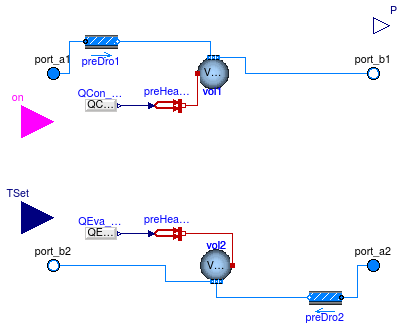 P
port_a1
preDro1
port_b1
V...
vol1
on
QCon_...
QC...
preHea...
TSet
QEva_...
QE...
preHea...
vol2
V...
port_b2
port_a2
preDro2